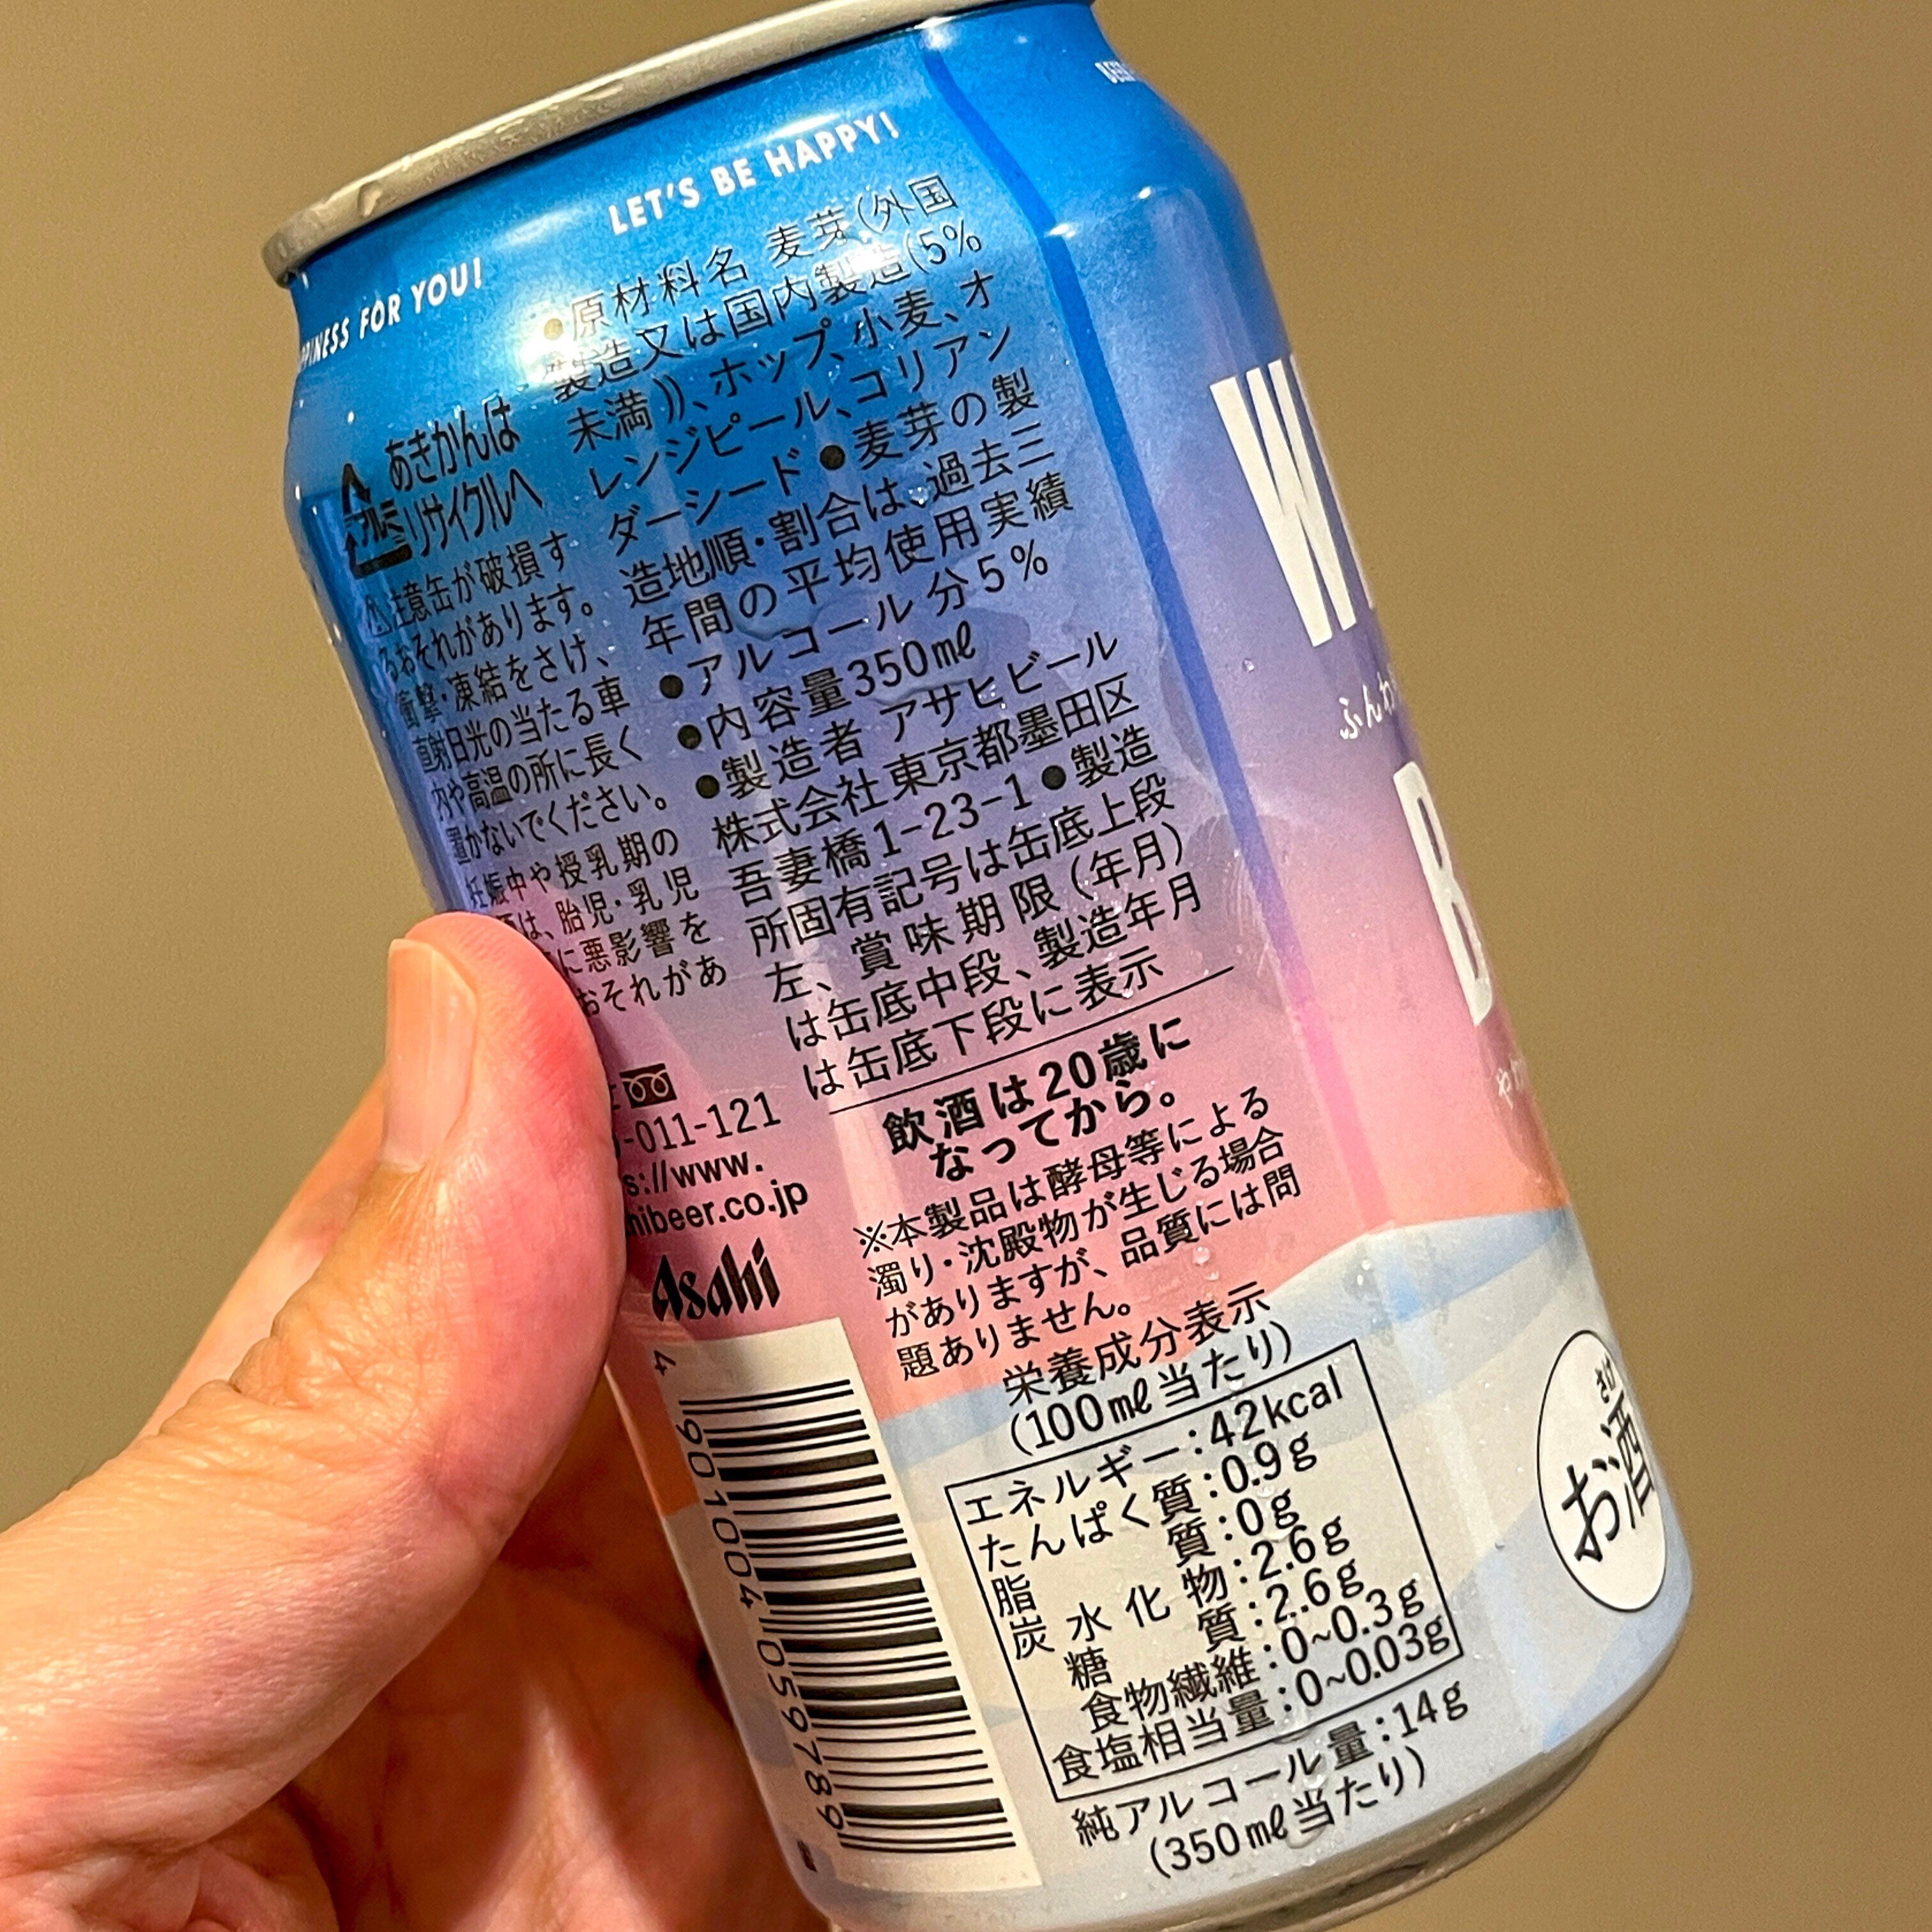 LET'S BE HAPPY!
FOR YOU!
●原材料名 麦芽(外国
製造又は国内製造(5%
未満))、ホップ、小麦、オ
レンジピール、コリアン
ダーシード●麦芽の製
造地順・割合は、過去三
年間の平均使用実績
●アルコール分5%
●内容量350㎖
●製造者 アサヒビール
株式会社 東京都墨田区
吾妻橋1-23-1●製造
所固有記号は缶底上段
左、賞味期限(年月)
は缶底中段、製造年月
は缶底下段に表示
飲酒は20歳に
なってから。
※本製品は酵母等による
濁り・沈殿物が生じる場合
がありますが、品質には問
題ありません。
栄養成分表示
(100㎖当たり)
エネルギー:42kcal
たんぱく質:0.9g
脂質:0g
炭水化物:2.6g
糖質:2.6g
食物繊維:0~0.3g
食塩相当量:0~0.03g
純アルコール量:14g
(350㎖当たり)
あきかんは
リサイクルへ
アルミ
注意缶が破損す
るおそれがあります。
衝撃・凍結をさけ、
直射日光の当たる車
内や高温の所に長く
置かないでください。
妊娠中や授乳期の
は、胎児・乳児
に悪影響を
おそれがあ
-011-121
s://www.
hibeer.co.jp
Asahi
4 901004 059789
ふんわ
B
お酒